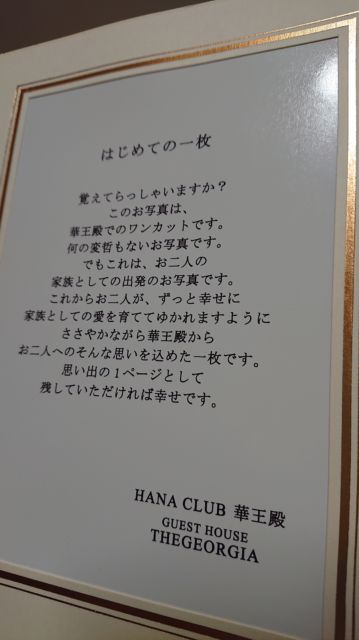 はじめての一枚
覚えてらっしゃいますか？
このお写真は、
華王殿でのワンカットです。
何の変哲もないお写真です。
でもこれは、お二人の
家族としての出発のお写真です。
これからお二人が、ずっと幸せに
家族としての愛を育ててゆかれますように
ささやかながら華王殿から
お二人へのそんな思いを込めた一枚です。
思い出の1ページとして
残していただければ幸せです。
HANA CLUB 華王殿
GUEST HOUSE
THEGEORGIA